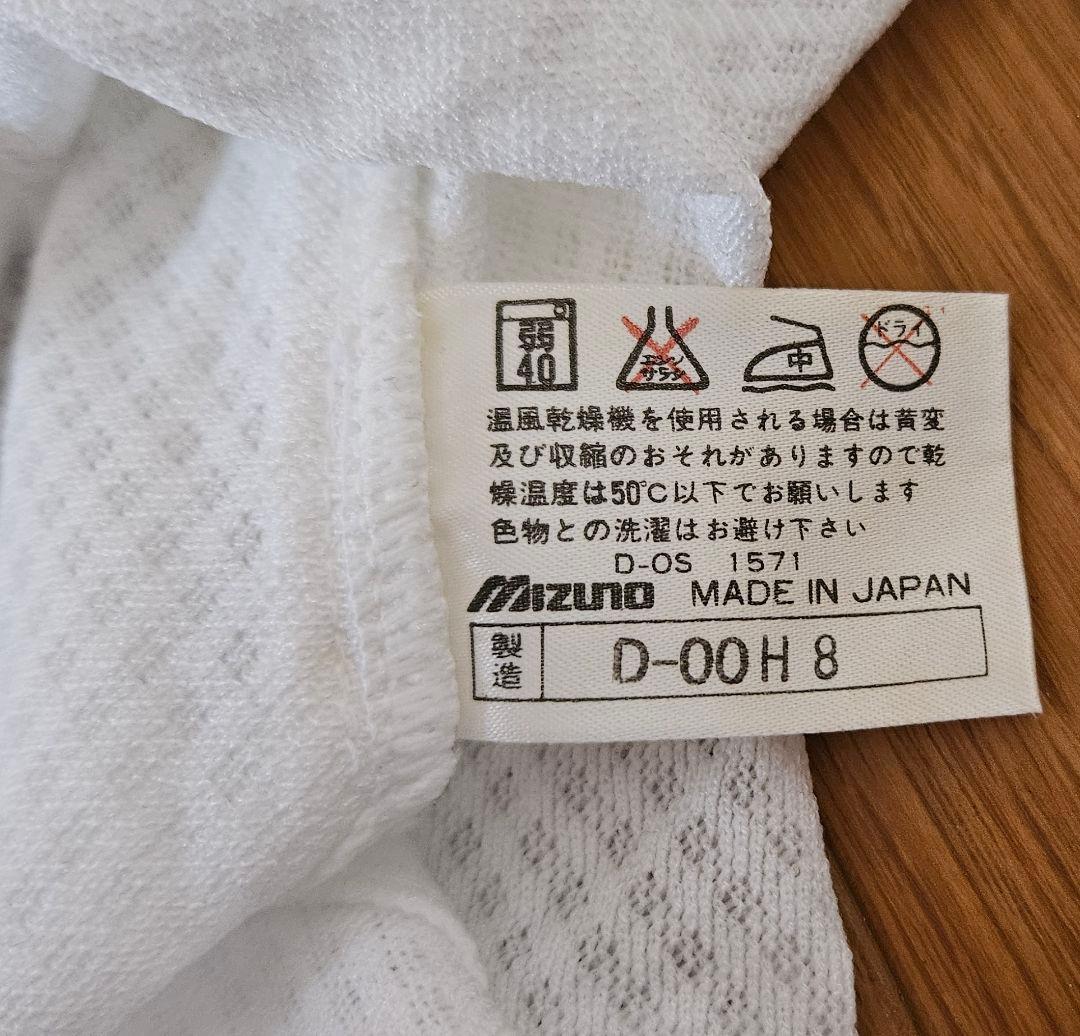 弱
40
エンソ
サラシ
中
ドライ
温風乾燥機を使用される場合は黄変
及び収縮のおそれがありますので乾
燥温度は50℃以下でお願いします
色物との洗濯はお避け下さい
D-OS 1571
Mizuno MADE IN JAPAN
製造 D-00H8